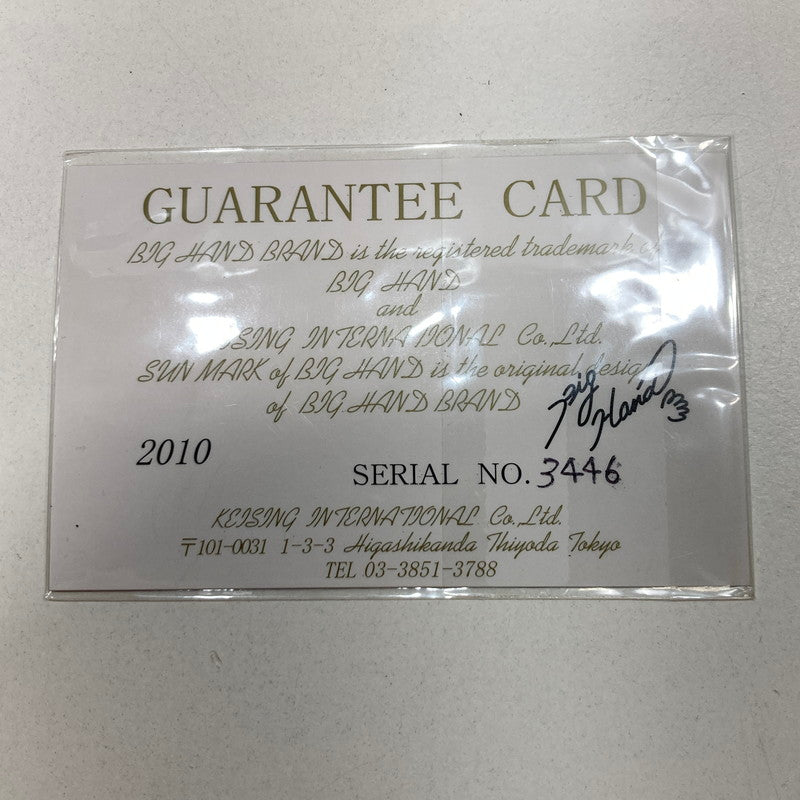 GUARANTEE CARD
BIG HAND BRAND is the registered trademark of
BIG HAND
and
KEISING INTERNATIONAL Co.,Ltd.
SUN MARK of BIG HAND is the original design
of BIG HAND BRAND
Big Hand
2010
SERIAL NO. 3446
KEISING INTERNATIONAL Co.,Ltd.
〒101-0031 1-3-3 Higashikanda Thiyoda Tokyo
TEL 03-3851-3788